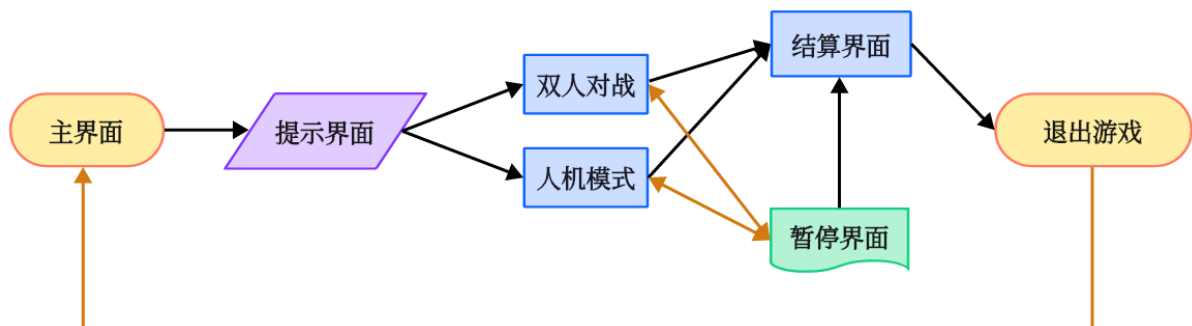 主界面
提示界面
双人对战
人机模式
结算界面
暂停界面
退出游戏